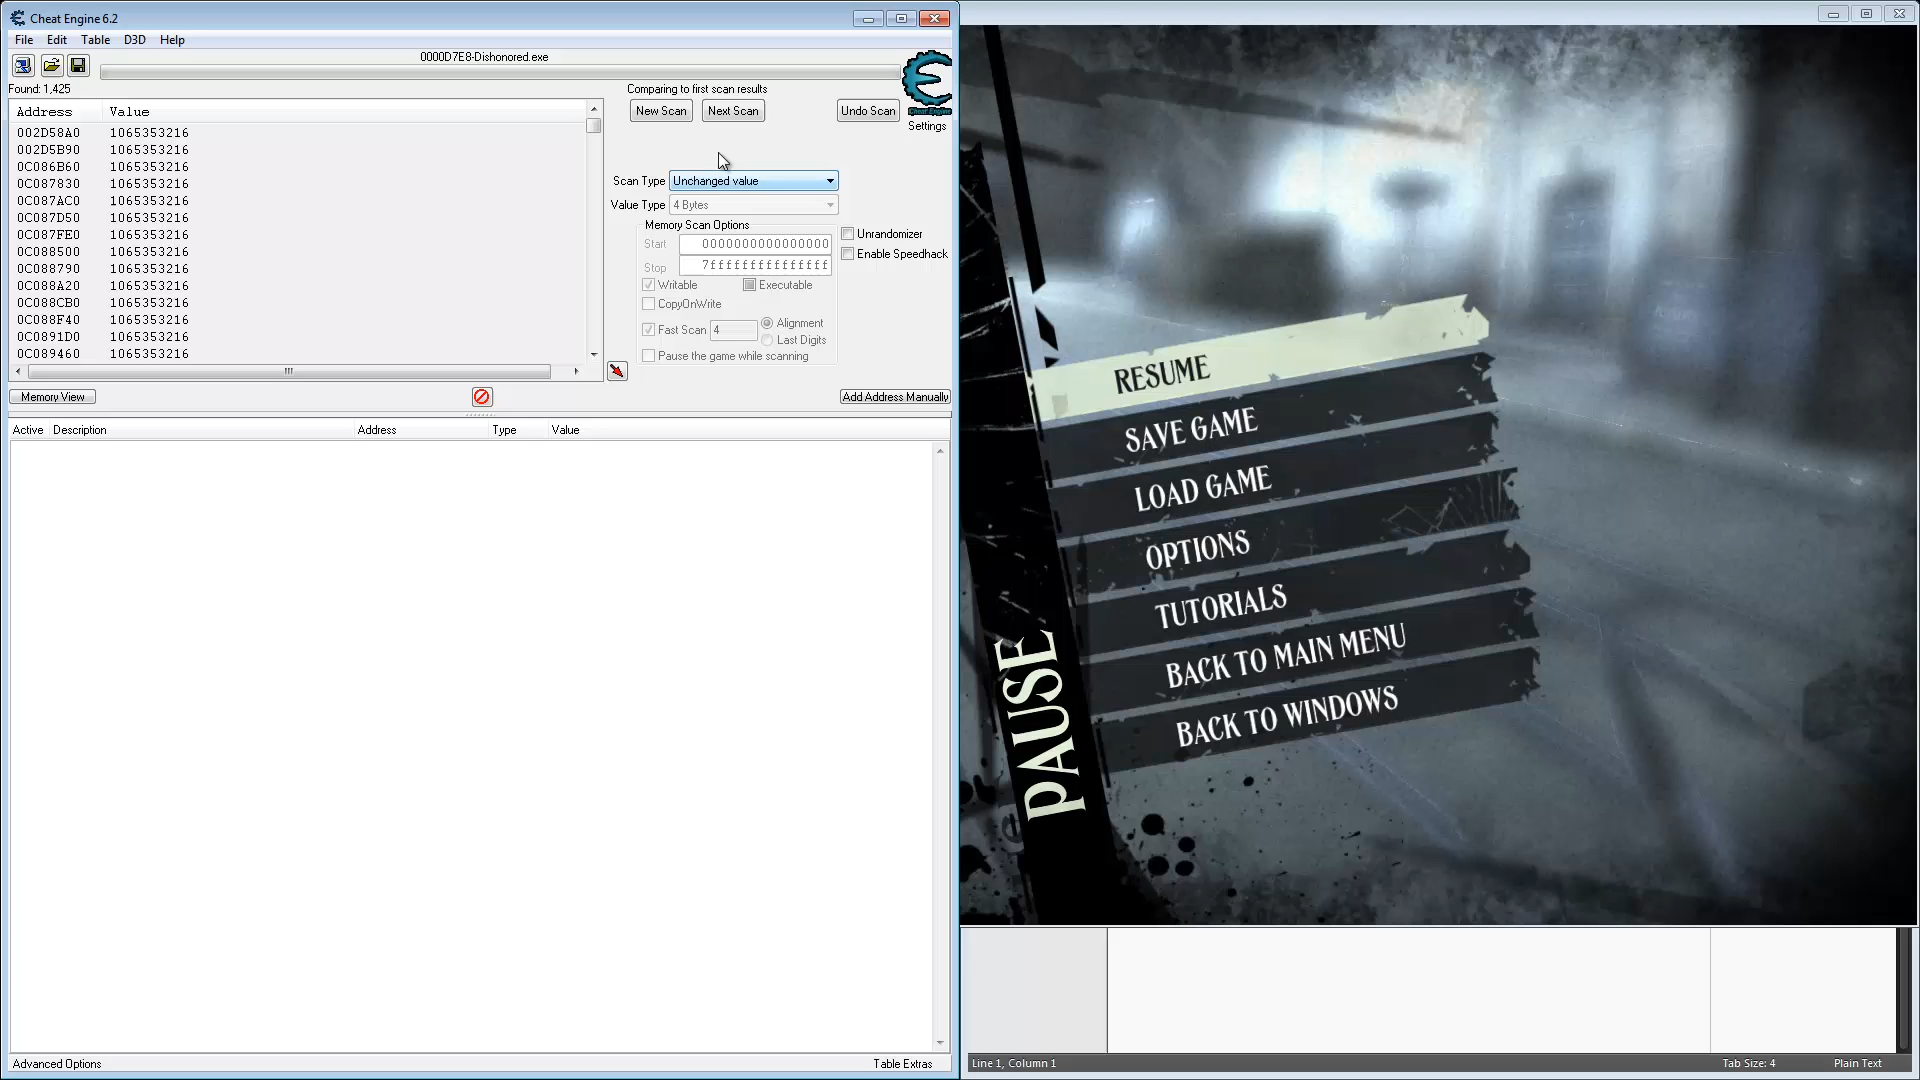 Cheat Engine 6.2
File Edit Table D3D Help
0000D7E8-Dishonored.exe
Found: 1,425
Comparing to first scan results
New Scan Next Scan Undo Scan
Cheat Engine
Settings
Address Value
002D58A0 1065353216
002D5B90 1065353216
0C086B60 1065353216
0C087830 1065353216
0C087AC0 1065353216
0C087D50 1065353216
0C087FE0 1065353216
0C088500 1065353216
0C088790 1065353216
0C088A20 1065353216
0C088CB0 1065353216
0C088F40 1065353216
0C0891D0 1065353216
0C089460 1065353216
Scan Type Unchanged value
Value Type 4 Bytes
Memory Scan Options
Start 0000000000000000
Stop 7fffffffffffffff
Writable Executable
CopyOnWrite
Fast Scan 4 Alignment
Last Digits
Pause the game while scanning
Unrandomizer
Enable Speedhack
Memory View
Add Address Manually
Active Description Address Type Value
Advanced Options
Table Extras
RESUME
SAVE GAME
LOAD GAME
OPTIONS
TUTORIALS
BACK TO MAIN MENU
BACK TO WINDOWS
PAUSE
Line 1, Column 1
Tab Size: 4
Plain Text